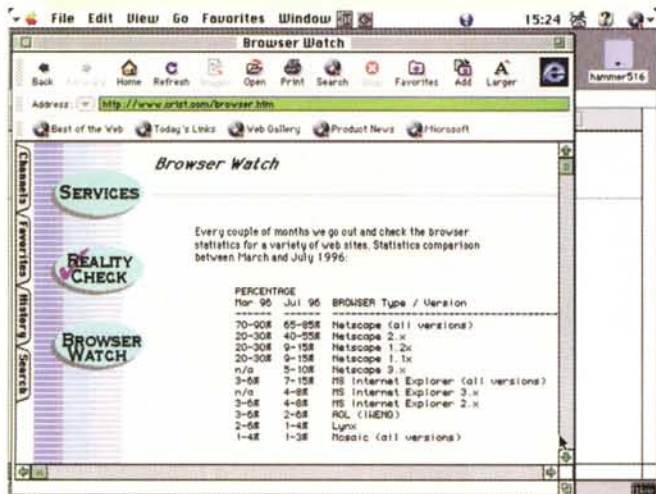 File Edit View Go Favorites Window 15:24
Browser Watch
hammer516
Back Home Refresh Open Print Search Favorites Add Larger
Address: http://www.crist.com/browser.htm
Best of the Web Today's Links Web Gallery Product News Microsoft
Channels
Favorites
History
Search
Browser Watch
SERVICES
REALITY
CHECK
BROWSER
WATCH
Every couple of months we go out and check the browser
statistics for a variety of web sites. Statistics comparison
between March and July 1996:
PERCENTAGE
Mar 96 Jul 96 BROWSER Type / Version
70-90% 65-85% Netscape (all versions)
20-30% 40-55% Netscape 2.x
20-30% 9-15% Netscape 1.2x
20-30% 9-15% Netscape 1.1x
n/a 5-10% Netscape 3.x
3-6% 7-15% MS Internet Explorer (all versions)
n/a 4-8% MS Internet Explorer 3.x
3-6% 4-8% MS Internet Explorer 2.x
3-6% 2-6% AOL (IWENG)
2-6% 1-4% Lynx
1-4% 1-3% Mosaic (all versions)